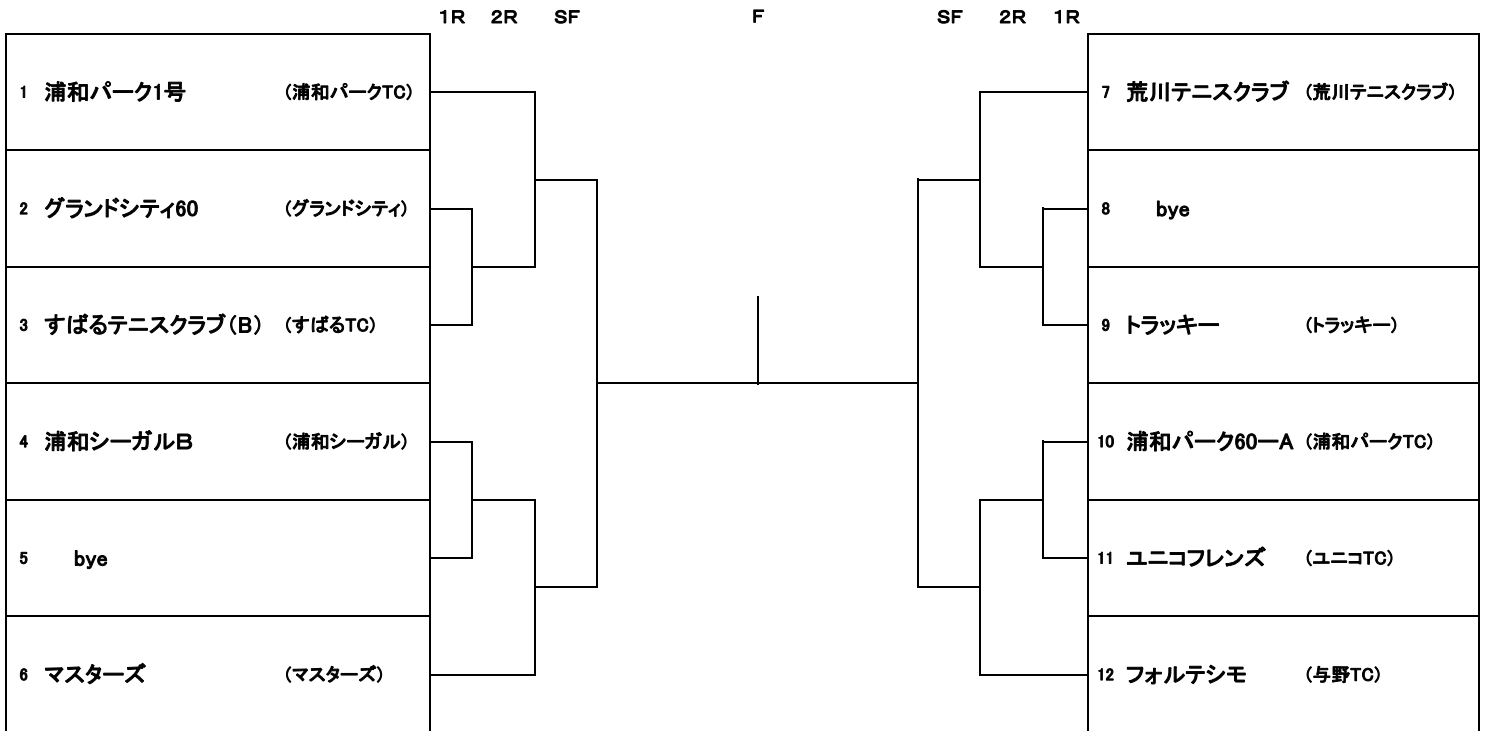 1R 2R SF F SF 2R 1R
1 浦和パーク1号 (浦和パークTC)
2 グランドシティ60 (グランドシティ)
3 すばるテニスクラブ(B) (すばるTC)
4 浦和シーガルB (浦和シーガル)
5 bye
6 マスターズ (マスターズ)
7 荒川テニスクラブ (荒川テニスクラブ)
8 bye
9 トラッキー (トラッキー)
10 浦和パーク60ーA (浦和パークTC)
11 ユニコフレンズ (ユニコTC)
12 フォルテシモ (与野TC)